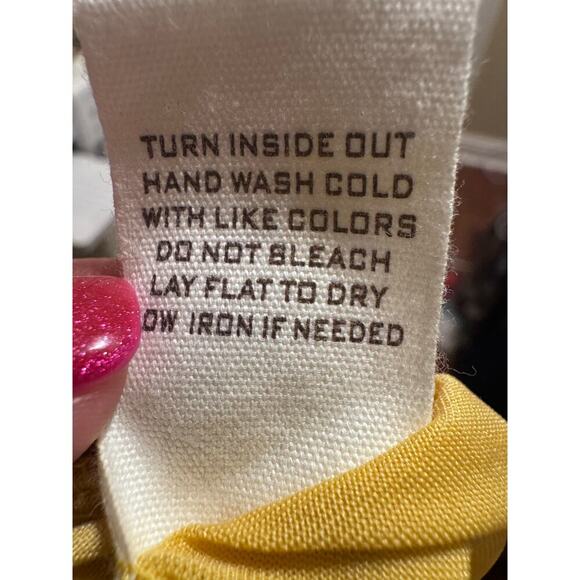 TURN INSIDE OUT
HAND WASH COLD
WITH LIKE COLORS
DO NOT BLEACH
LAY FLAT TO DRY
OW IRON IF NEEDED